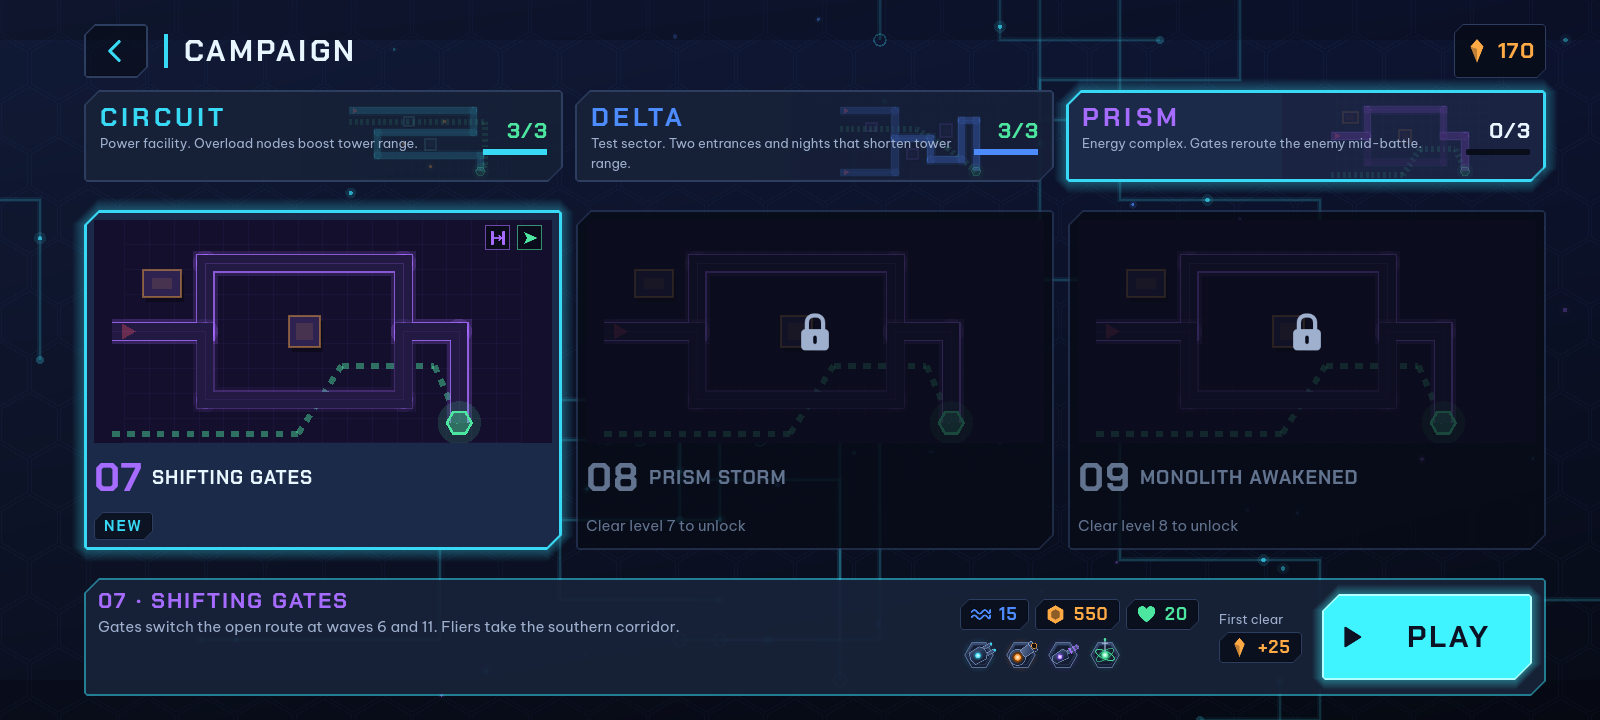 CAMPAIGN
170
CIRCUIT
Power facility. Overload nodes boost tower range.
3/3
DELTA
Test sector. Two entrances and nights that shorten tower
range.
3/3
PRISM
Energy complex. Gates reroute the enemy mid-battle.
0/3
07 SHIFTING GATES
NEW
08 PRISM STORM
Clear level 7 to unlock
09 MONOLITH AWAKENED
Clear level 8 to unlock
07 · SHIFTING GATES
Gates switch the open route at waves 6 and 11. Fliers take the southern corridor.
15
550
20
First clear
+25
PLAY